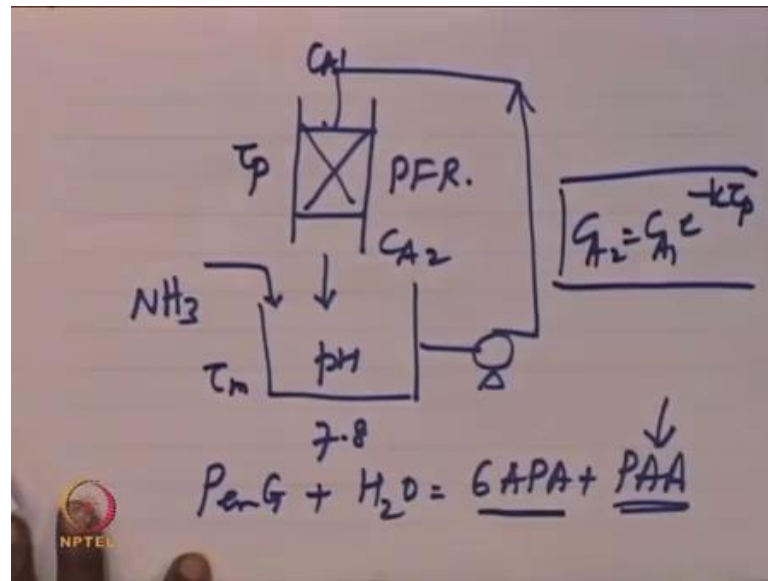 CA1
τp PFR.
CA2
CA2 = CA1 e^-kτp
NH3
pH
τm
7.8
PenG + H2O = 6APA + PAA
NPTEL